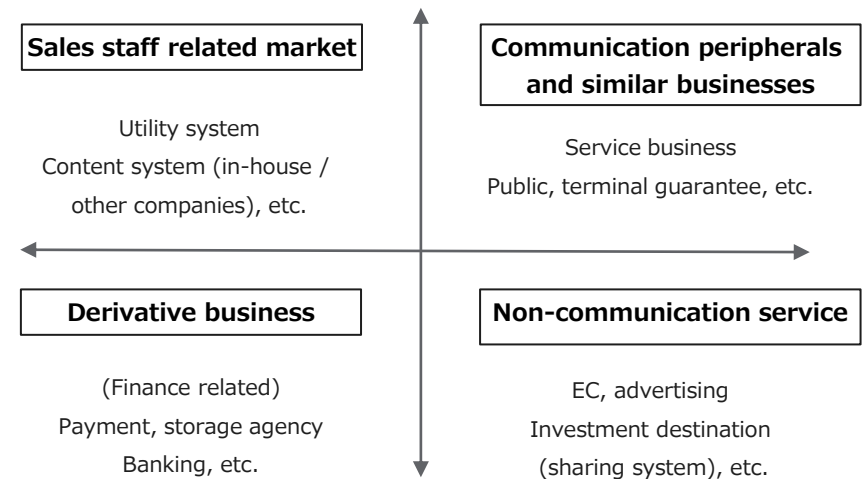 Sales staff related market
Utility system
Content system (in-house /
other companies), etc.
Communication peripherals
and similar businesses
Service business
Public, terminal guarantee, etc.
Derivative business
(Finance related)
Payment, storage agency
Banking, etc.
Non-communication service
EC, advertising
Investment destination
(sharing system), etc.